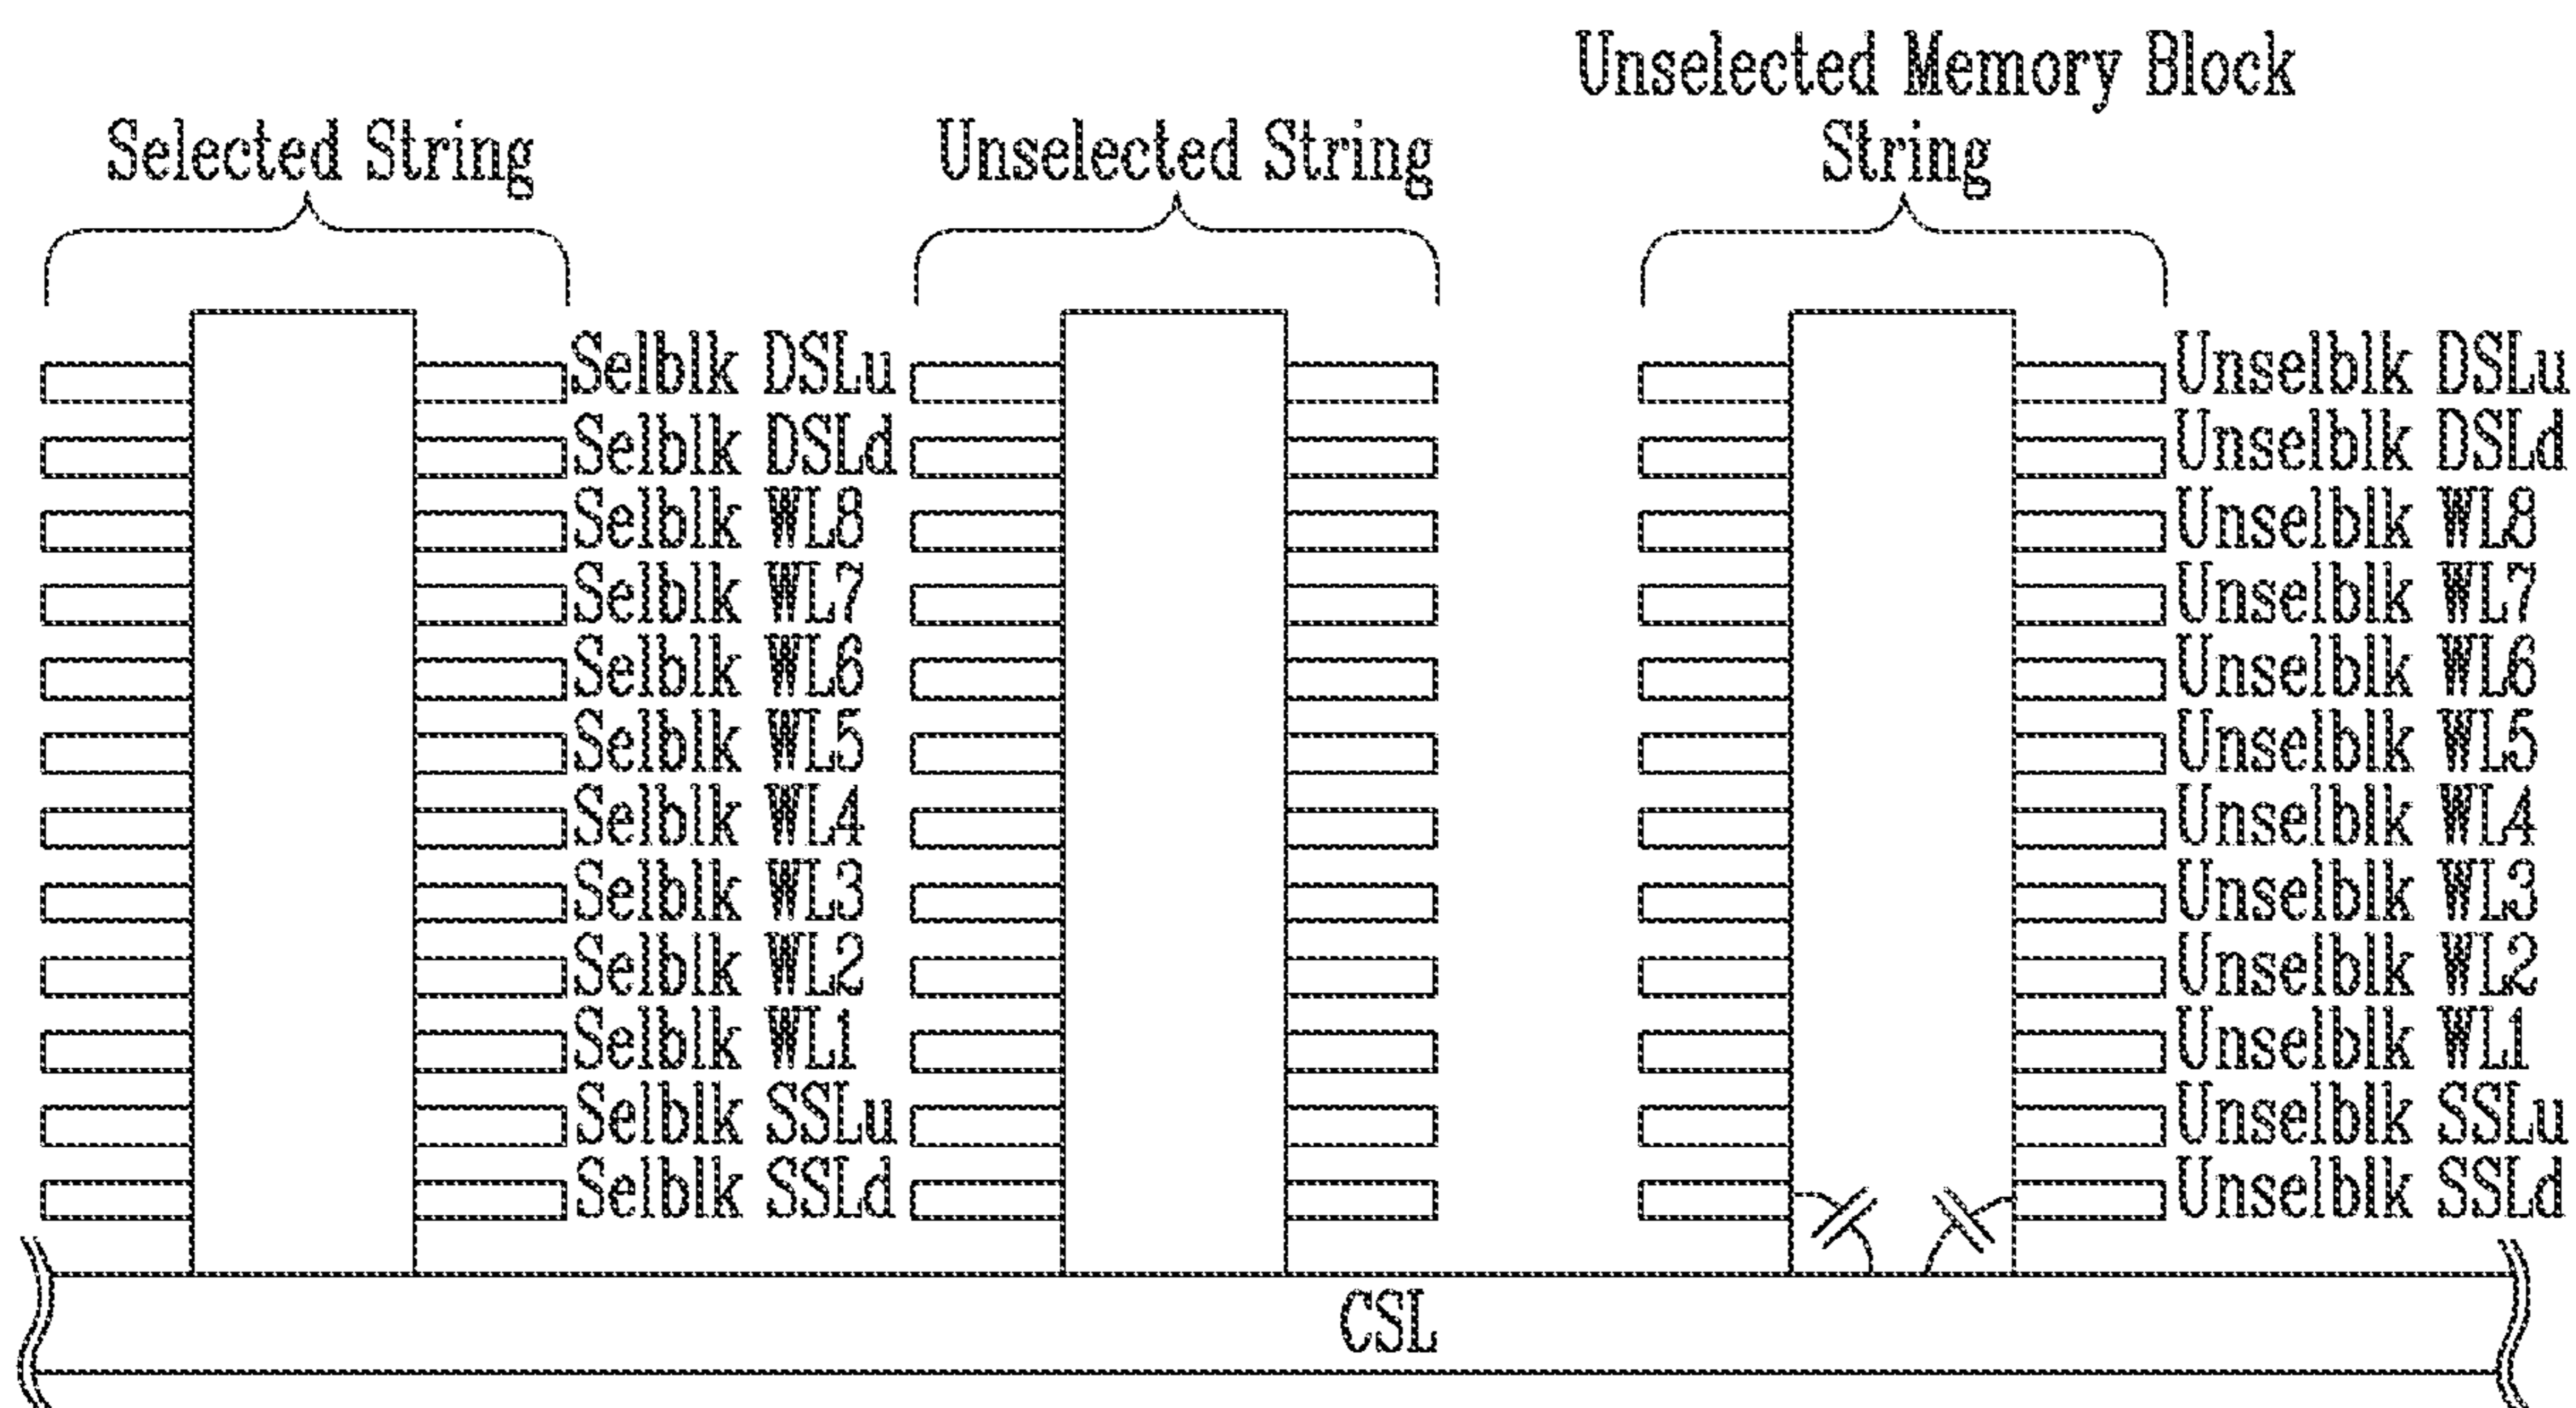 Unselected Memory Block
Selected String
Unselected String
String
Selblk DSLu
Selblk DSLd
Selblk WL8
Selblk WL7
Selblk WL6
Selblk WL5
Selblk WL4
Selblk WL3
Selblk WL2
Selblk WL1
Selblk SSLu
Selblk SSLd
Unselblk DSLu
Unselblk DSLd
Unselblk WL8
Unselblk WL7
Unselblk WL6
Unselblk WL5
Unselblk WL4
Unselblk WL3
Unselblk WL2
Unselblk WL1
Unselblk SSLu
Unselblk SSLd
CSL